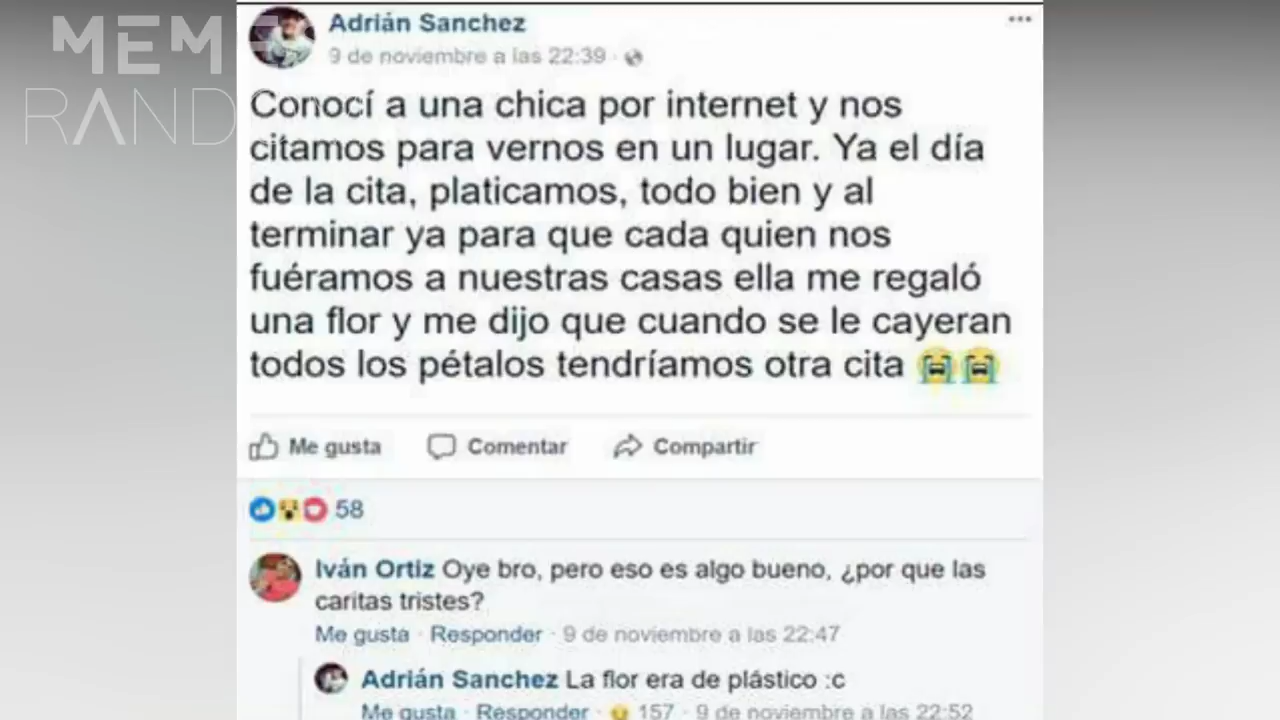 MEMES
RAND
Adrián Sanchez
9 de noviembre a las 22:39 ·
Conocí a una chica por internet y nos
citamos para vernos en un lugar. Ya el día
de la cita, platicamos, todo bien y al
terminar ya para que cada quien nos
fuéramos a nuestras casas ella me regaló
una flor y me dijo que cuando se le cayeran
todos los pétalos tendríamos otra cita 😭😭
Me gusta Comentar Compartir
58
Iván Ortiz Oye bro, pero eso es algo bueno, ¿por que las
caritas tristes?
Me gusta · Responder · 9 de noviembre a las 22:47
Adrián Sanchez La flor era de plástico :c
Me gusta · Responder · 157 · 9 de noviembre a las 22:52